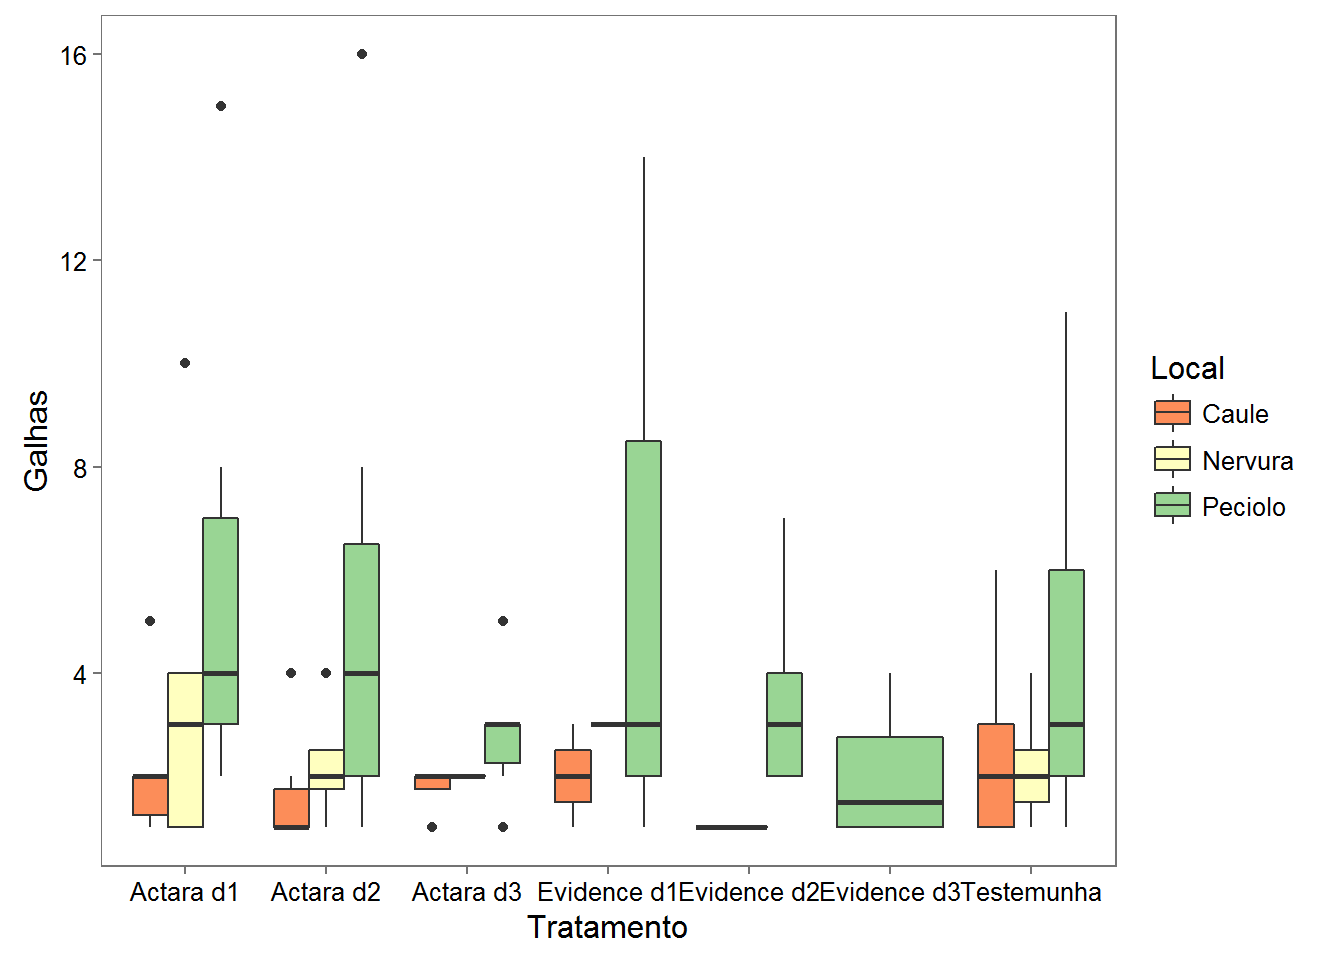 16
12
8
4
Galhas
Actara d1 Actara d2 Actara d3 Evidence d1 Evidence d2 Evidence d3 Testemunha
Tratamento
Local
Caule
Nervura
Peciolo